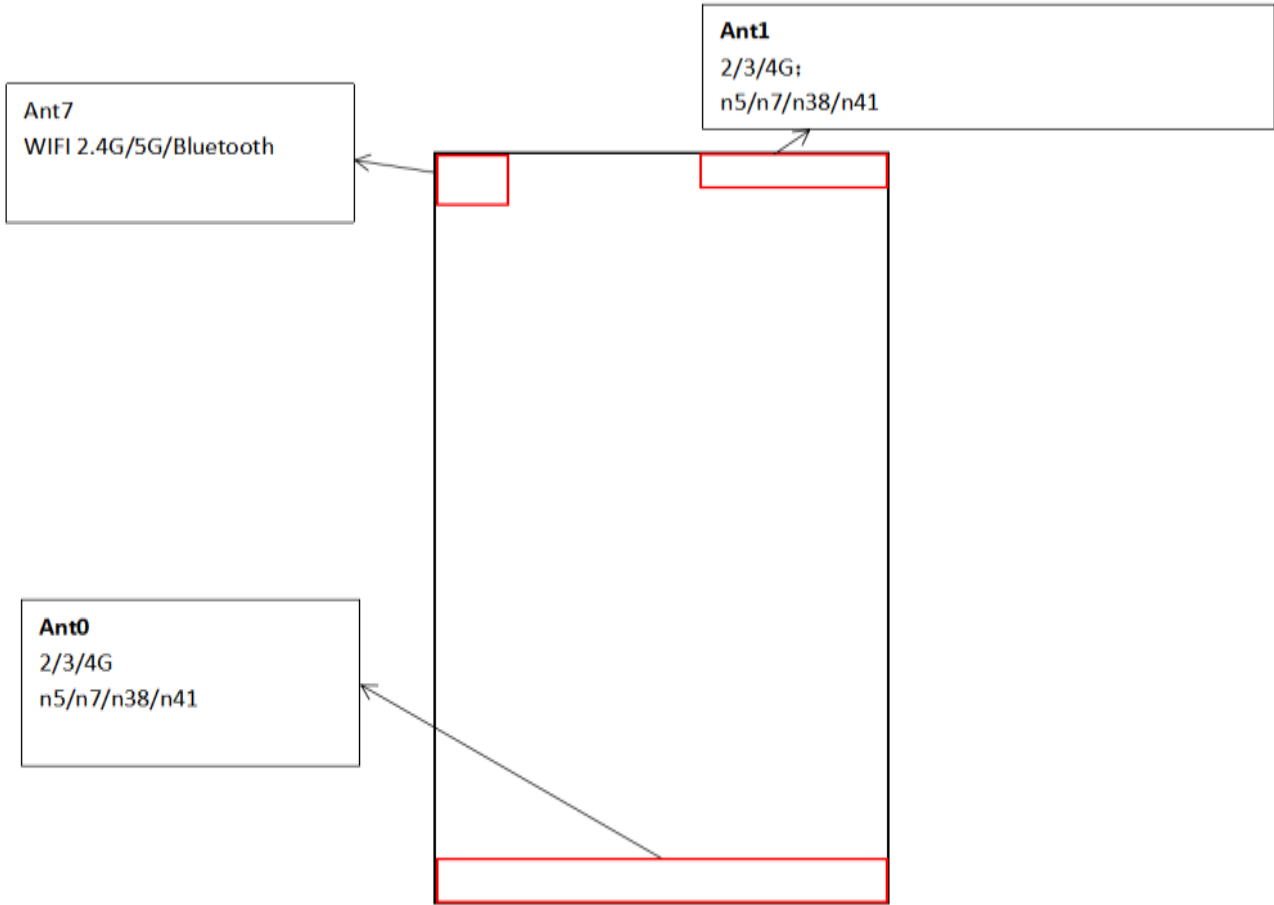 Ant1
2/3/4G；
n5/n7/n38/n41
Ant7
WIFI 2.4G/5G/Bluetooth
Ant0
2/3/4G
n5/n7/n38/n41